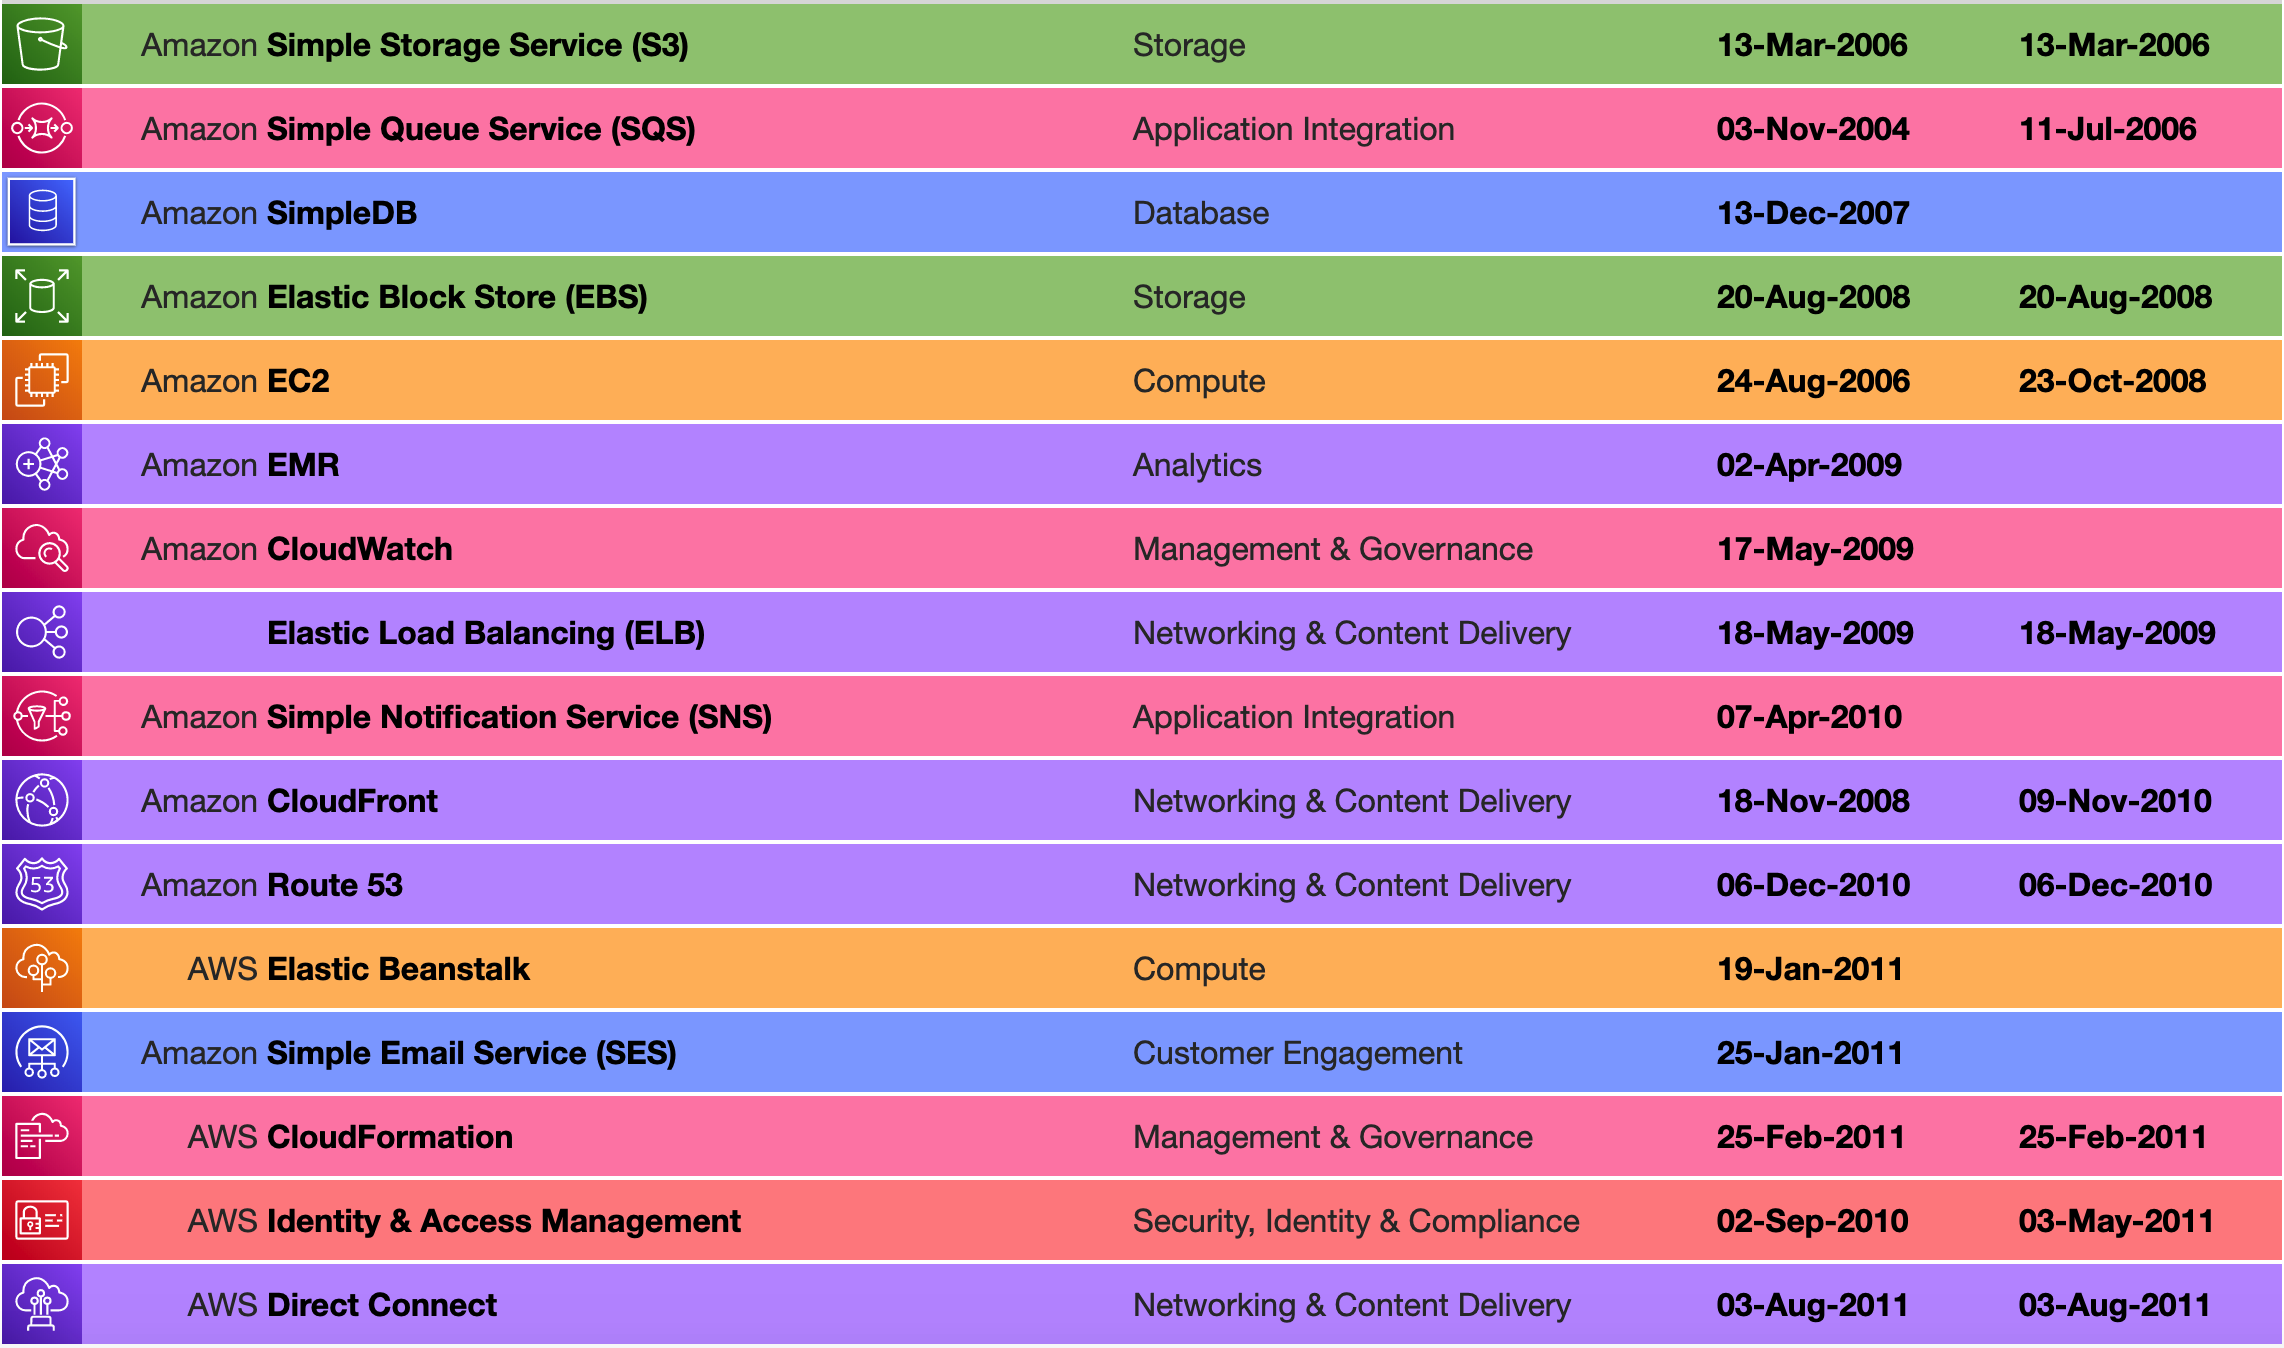 Amazon Simple Storage Service (S3) Storage 13-Mar-2006 13-Mar-2006
Amazon Simple Queue Service (SQS) Application Integration 03-Nov-2004 11-Jul-2006
Amazon SimpleDB Database 13-Dec-2007
Amazon Elastic Block Store (EBS) Storage 20-Aug-2008 20-Aug-2008
Amazon EC2 Compute 24-Aug-2006 23-Oct-2008
Amazon EMR Analytics 02-Apr-2009
Amazon CloudWatch Management & Governance 17-May-2009
Elastic Load Balancing (ELB) Networking & Content Delivery 18-May-2009 18-May-2009
Amazon Simple Notification Service (SNS) Application Integration 07-Apr-2010
Amazon CloudFront Networking & Content Delivery 18-Nov-2008 09-Nov-2010
53 Amazon Route 53 Networking & Content Delivery 06-Dec-2010 06-Dec-2010
AWS Elastic Beanstalk Compute 19-Jan-2011
Amazon Simple Email Service (SES) Customer Engagement 25-Jan-2011
AWS CloudFormation Management & Governance 25-Feb-2011 25-Feb-2011
AWS Identity & Access Management Security, Identity & Compliance 02-Sep-2010 03-May-2011
AWS Direct Connect Networking & Content Delivery 03-Aug-2011 03-Aug-2011